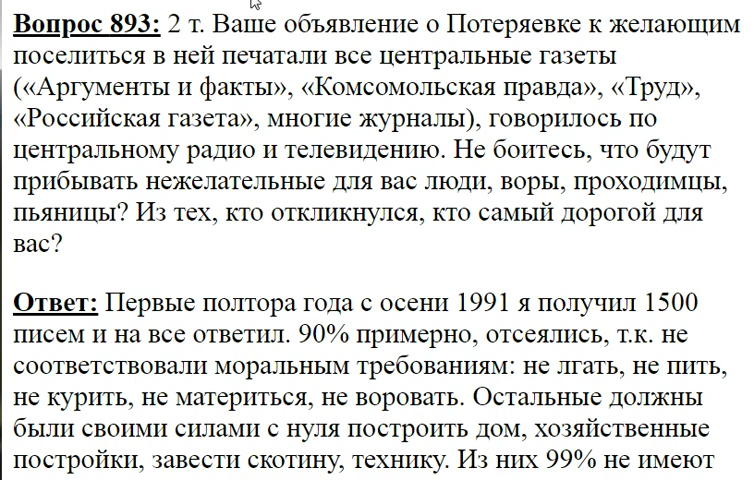 Вопрос 893: 2 т. Ваше объявление о Потеряевке к желающим
поселиться в ней печатали все центральные газеты
(«Аргументы и факты», «Комсомольская правда», «Труд»,
«Российская газета», многие журналы), говорилось по
центральному радио и телевидению. Не боитесь, что будут
прибывать нежелательные для вас люди, воры, проходимцы,
пьяницы? Из тех, кто откликнулся, кто самый дорогой для
вас?
Ответ: Первые полтора года с осени 1991 я получил 1500
писем и на все ответил. 90% примерно, отсеялись, т.к. не
соответствовали моральным требованиям: не лгать, не пить,
не курить, не материться, не воровать. Остальные должны
были своими силами с нуля построить дом, хозяйственные
постройки, завести скотину, технику. Из них 99% не имеют